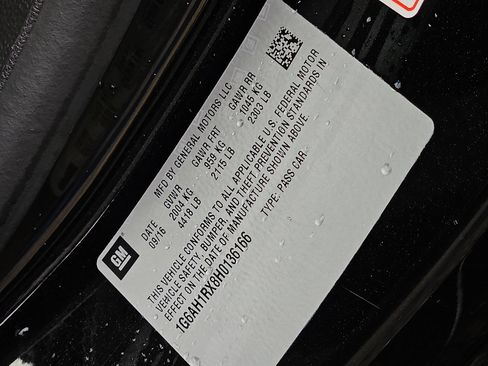 MFD BY GENERAL MOTORS LLC
DATE GVWR GAWR FRT GAWR RR
09/16 2004 KG 959 KG 1045 KG
4418 LB 2115 LB 2303 LB
GM
THIS VEHICLE CONFORMS TO ALL APPLICABLE U.S. FEDERAL MOTOR
VEHICLE SAFETY, BUMPER, AND THEFT PREVENTION STANDARDS IN
EFFECT ON THE DATE OF MANUFACTURE SHOWN ABOVE
1G6AH1RX8H0136166 TYPE: PASS CAR